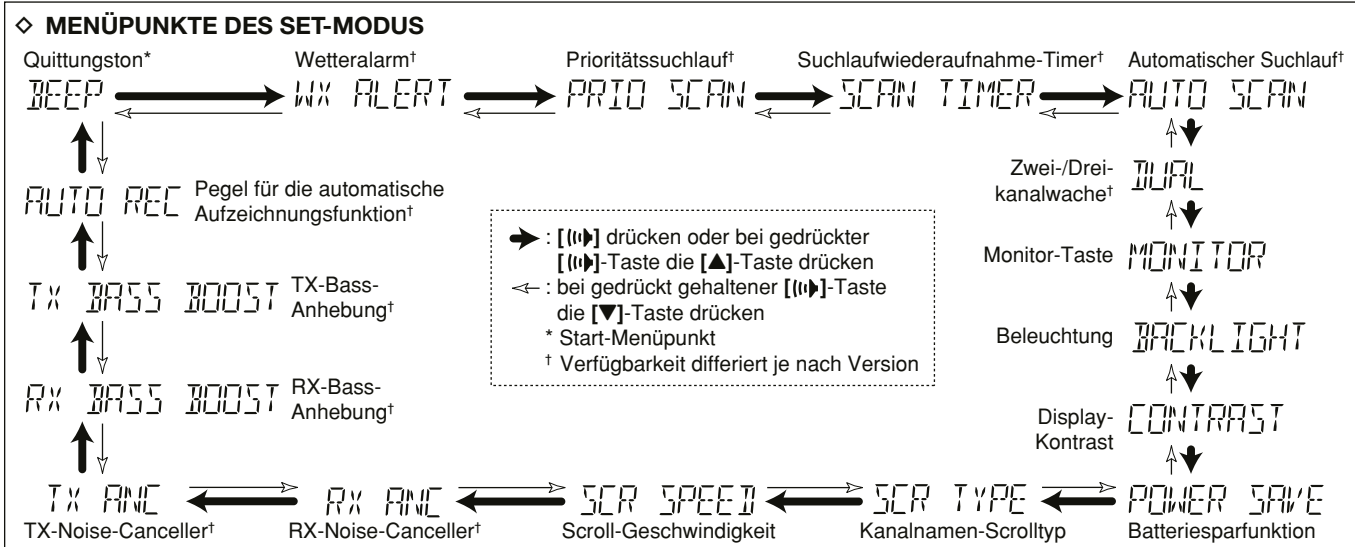 ◇ MENÜPUNKTE DES SET-MODUS
Quittungston* Wetteralarm† Prioritätssuchlauf† Suchlaufwiederaufnahme-Timer† Automatischer Suchlauf†
BEEP WX ALERT PRIO SCAN SCAN TIMER AUTO SCAN
Zwei-/Drei-
kanalwache† DUAL
AUTO REC Pegel für die automatische
Aufzeichnungsfunktion†
➡ : [(((•)] drücken oder bei gedrückter
[(((•)]-Taste die [▲]-Taste drücken
⇽ : bei gedrückt gehaltener [(((•)]-Taste
die [▼]-Taste drücken
* Start-Menüpunkt
† Verfügbarkeit differiert je nach Version
Monitor-Taste MONITOR
TX BASS BOOST TX-Bass-
Anhebung†
Beleuchtung BACKLIGHT
RX BASS BOOST RX-Bass-
Anhebung†
Display-
Kontrast CONTRAST
TX ANC RX ANC SCR SPEED SCR TYPE POWER SAVE
TX-Noise-Canceller† RX-Noise-Canceller† Scroll-Geschwindigkeit Kanalnamen-Scrolltyp Batteriesparfunktion